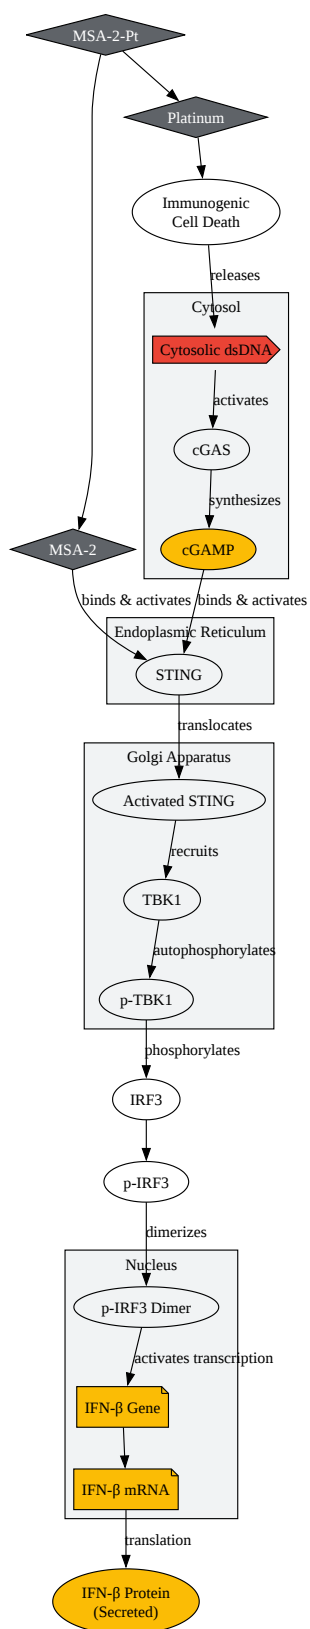 MSA-2-Pt
Platinum
Immunogenic
Cell Death
releases
Cytosol
Cytosolic dsDNA
activates
cGAS
synthesizes
MSA-2
cGAMP
binds & activates
binds & activates
Endoplasmic Reticulum
STING
translocates
Golgi Apparatus
Activated STING
recruits
TBK1
autophosphorylates
p-TBK1
phosphorylates
IRF3
p-IRF3
dimerizes
Nucleus
p-IRF3 Dimer
activates transcription
IFN-β Gene
IFN-β mRNA
translation
IFN-β Protein
(Secreted)